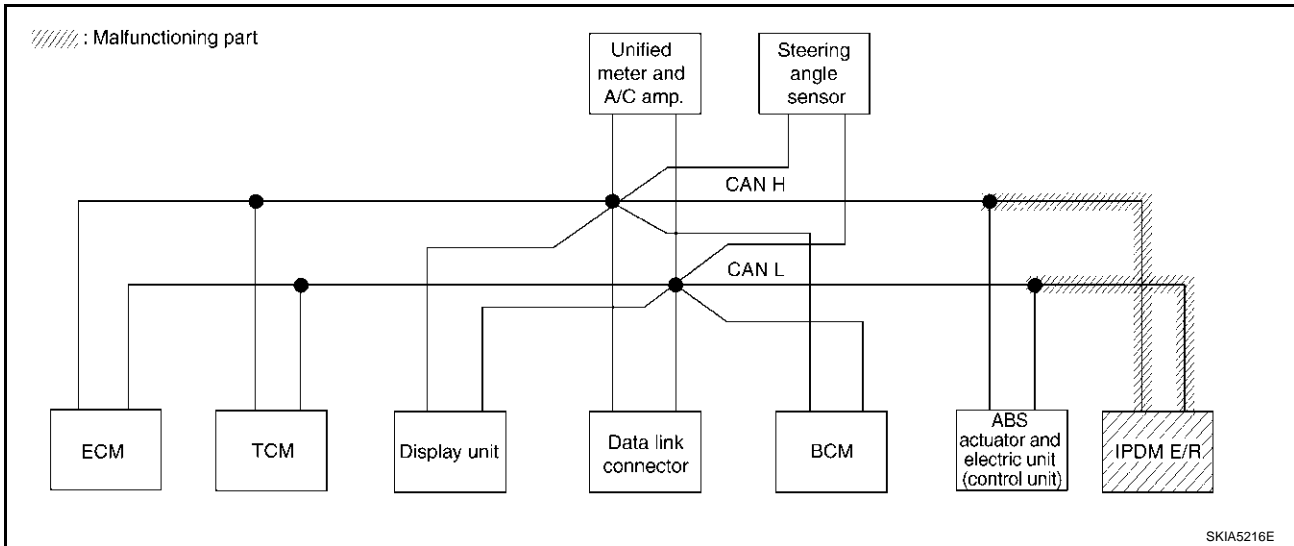 : Malfunctioning part
Unified
meter and
A/C amp.
Steering
angle
sensor
CAN H
CAN L
ECM
TCM
Display unit
Data link
connector
BCM
ABS
actuator and
electric unit
(control unit)
IPDM E/R
SKIA5216E